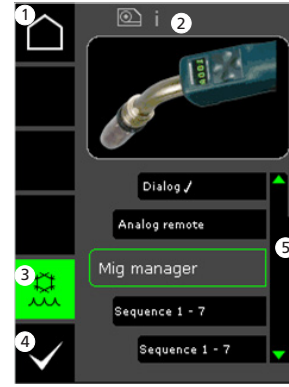 1
i
2
Dialog ✓
Analog remote
Mig manager
5
3
Sequence 1 - 7
4
Sequence 1 - 7